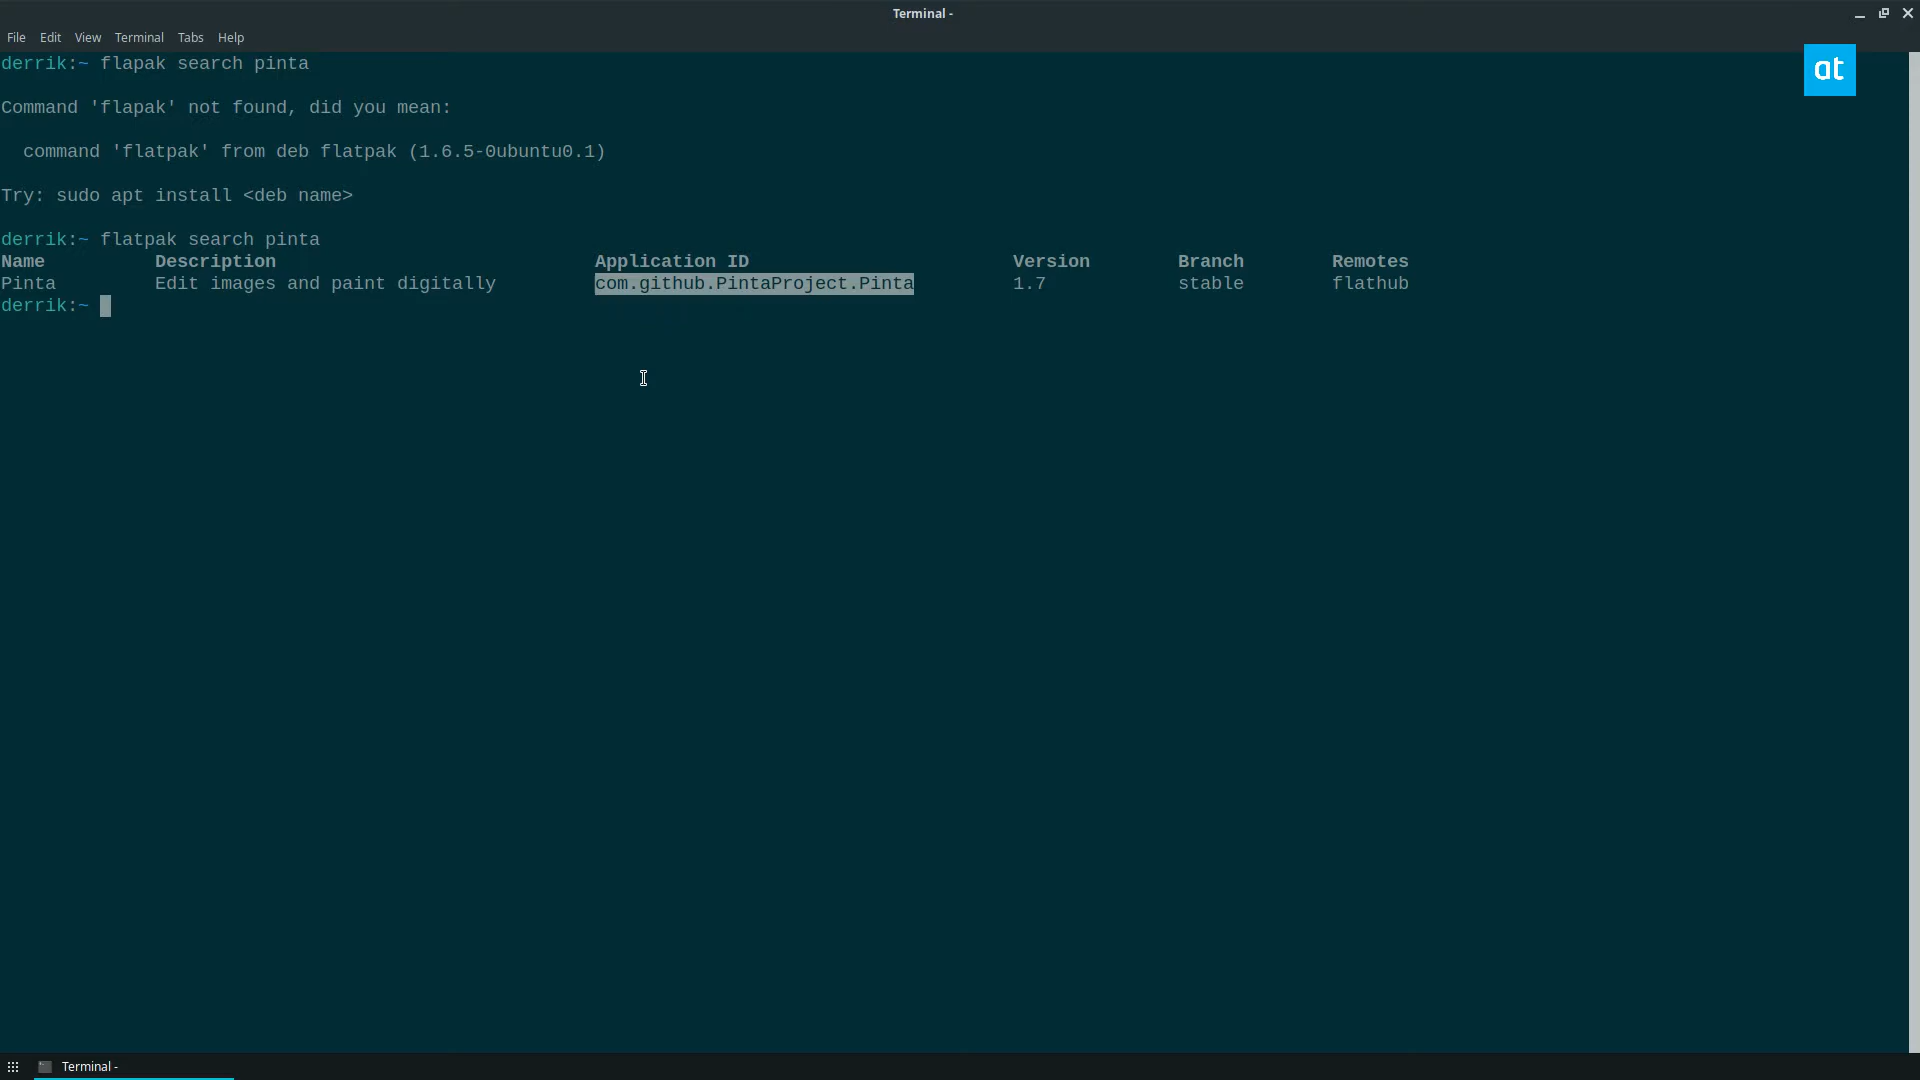 Terminal -
File Edit View Terminal Tabs Help
at
derrik:~ flapak search pinta
Command 'flapak' not found, did you mean:
command 'flatpak' from deb flatpak (1.6.5-0ubuntu0.1)
Try: sudo apt install <deb name>
derrik:~ flatpak search pinta
Name Description Application ID Version Branch Remotes
Pinta Edit images and paint digitally com.github.PintaProject.Pinta 1.7 stable flathub
derrik:~
Terminal -